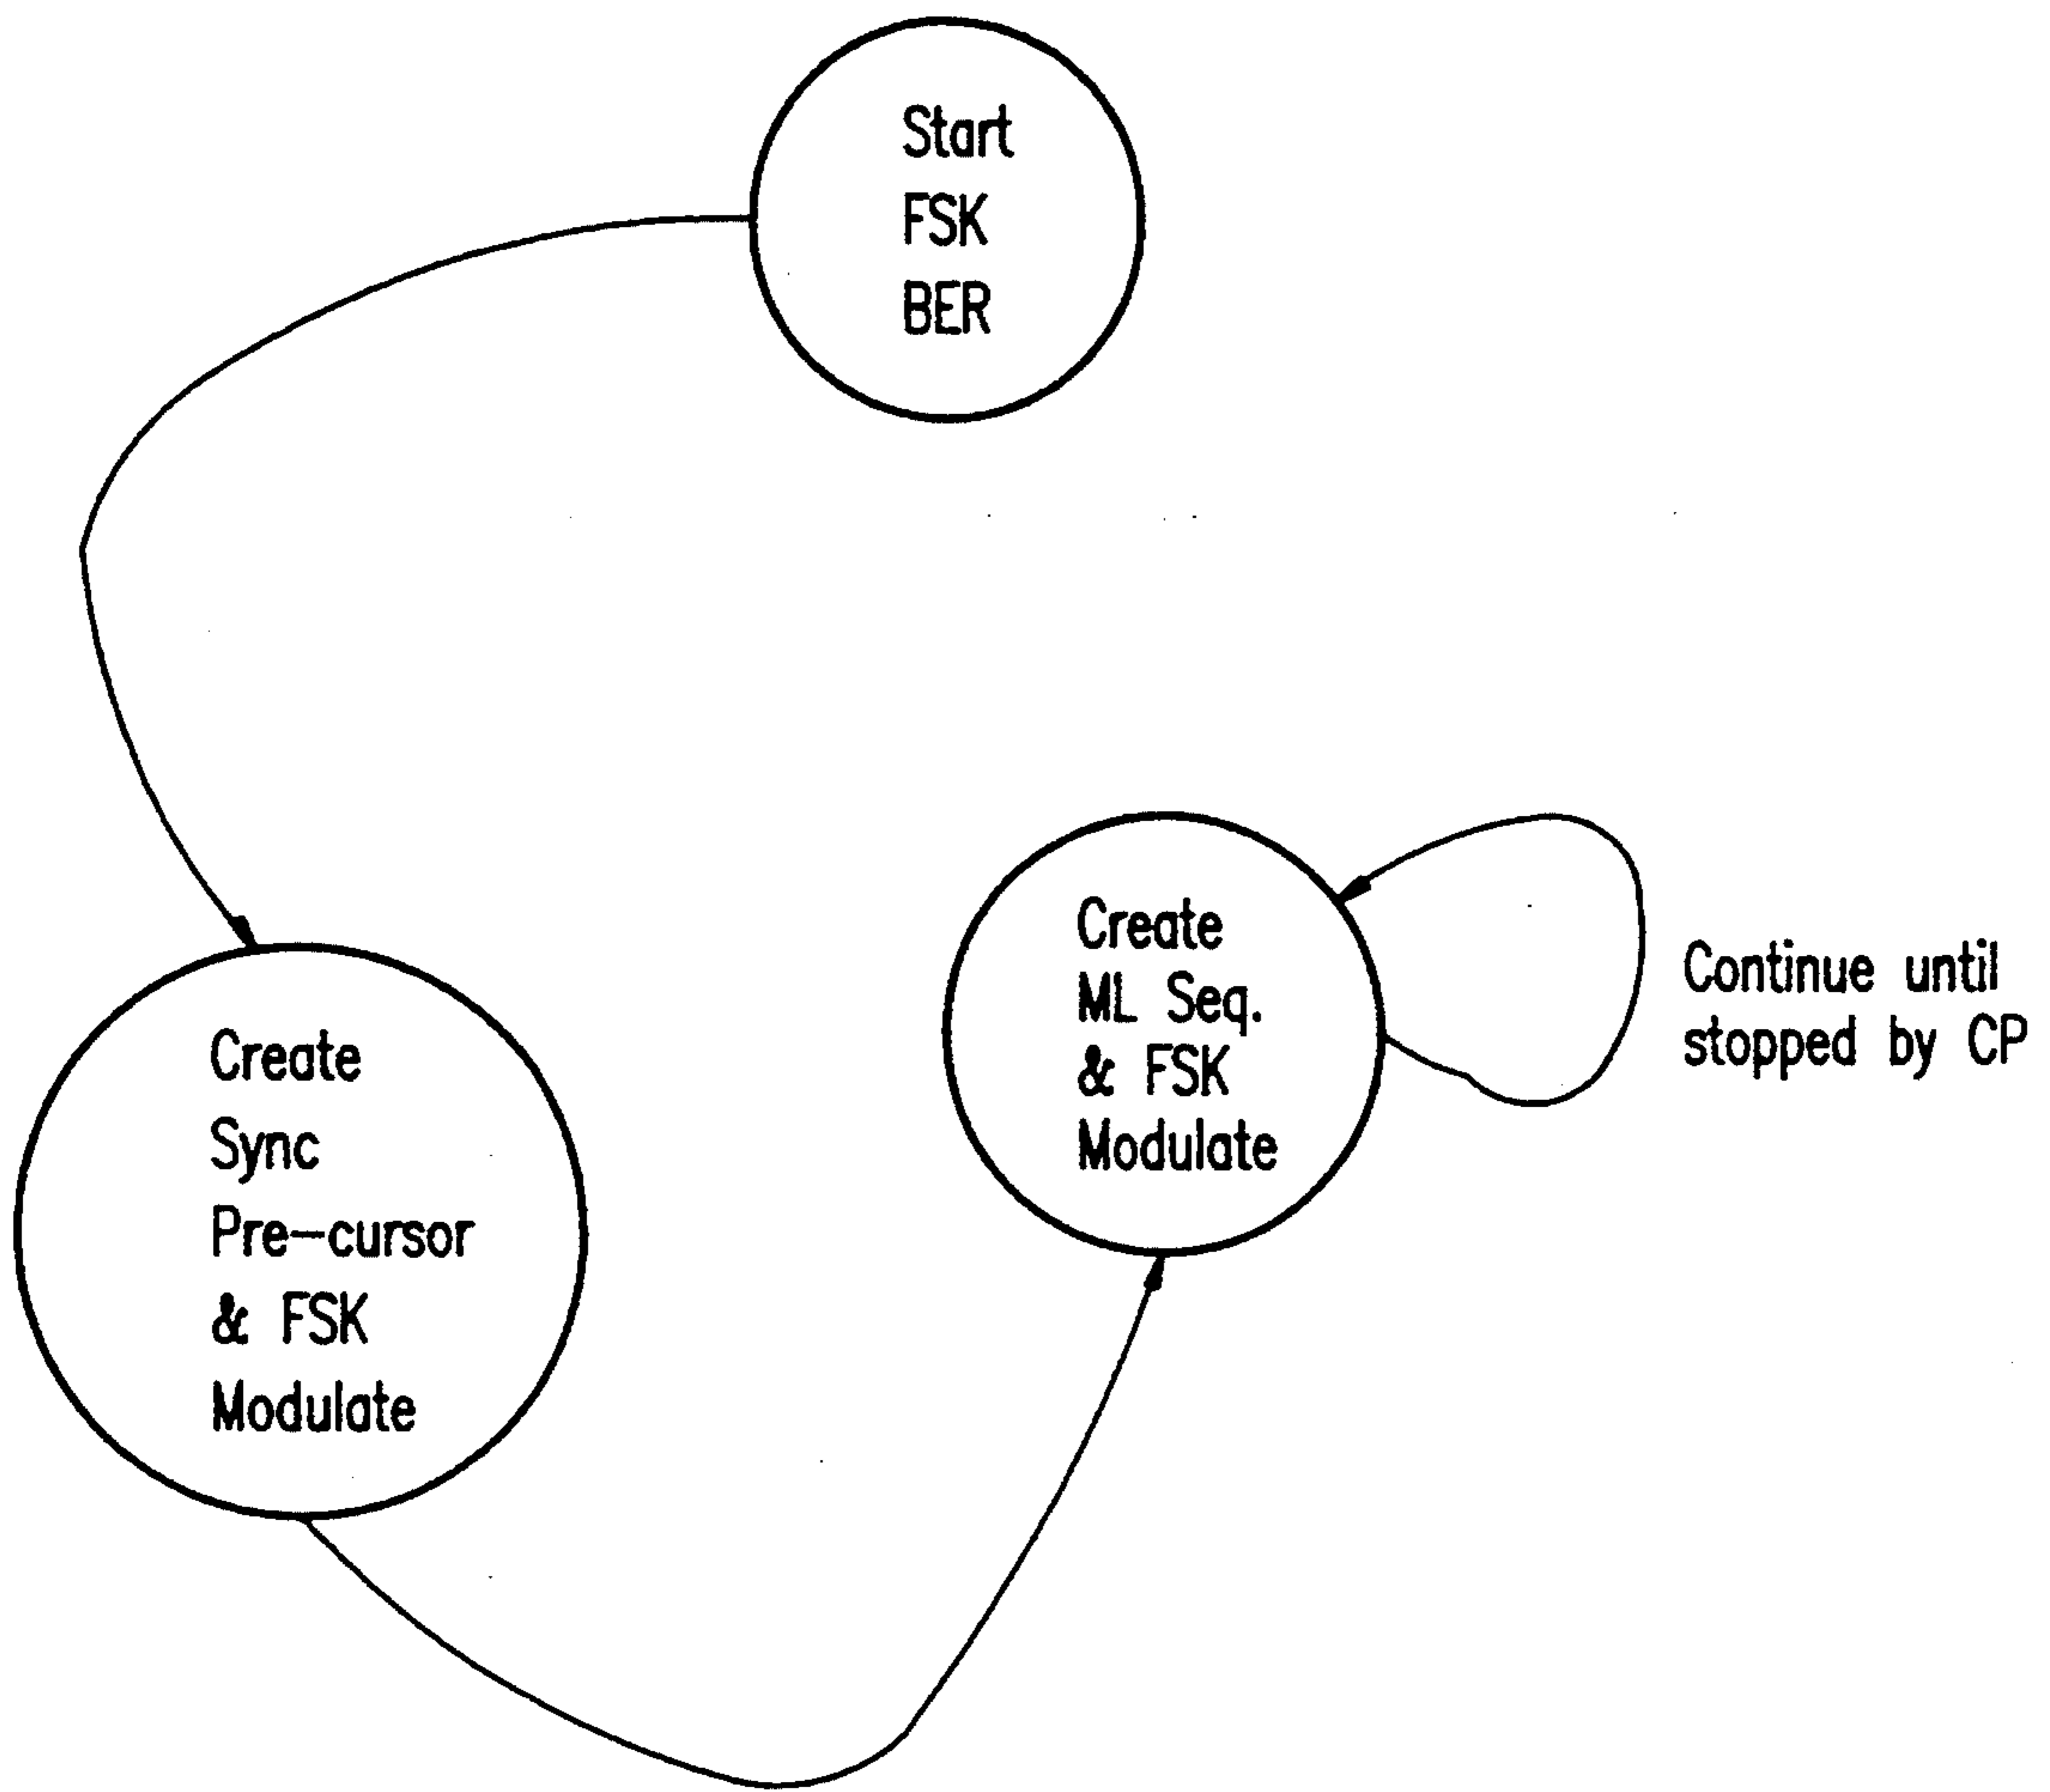 Start
FSK
BER
Create
Sync
Pre-cursor
& FSK
Modulate
Create
ML Seq.
& FSK
Modulate
Continue until
stopped by CP